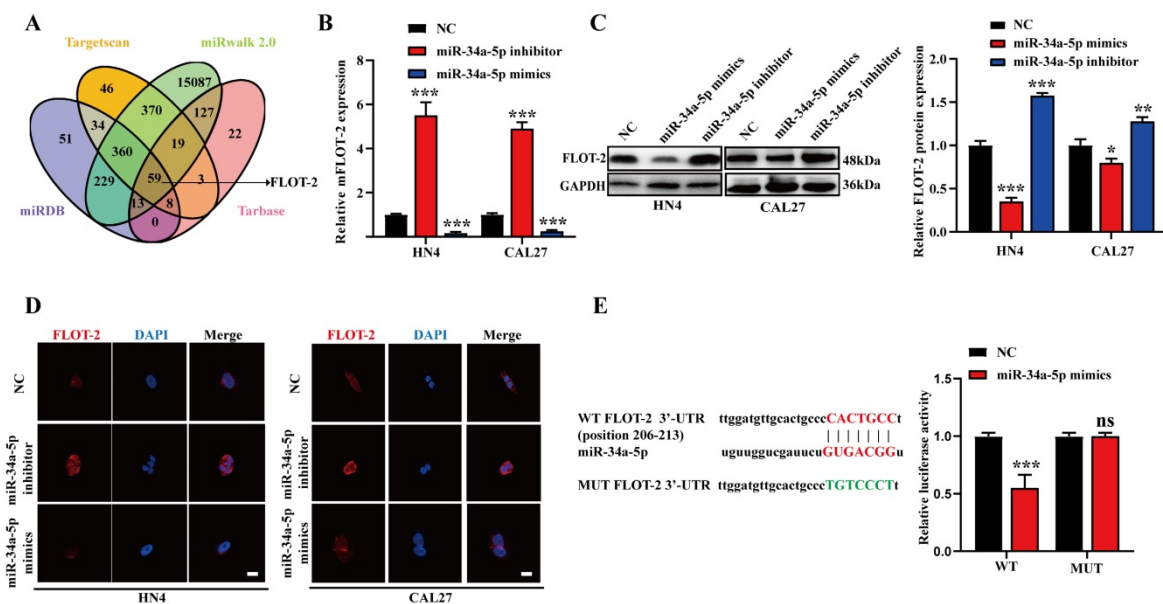 A
Targetscan
miRwalk 2.0
46
15087
370
127
51
34
22
19
360
229
59
3
FLOT-2
13
8
0
miRDB
Tarbase
B
NC
miR-34a-5p inhibitor
miR-34a-5p mimics
Relative mFLOT-2 expression
8
6
4
2
0
***
***
***
***
HN4
CAL27
C
NC
miR-34a-5p mimics
miR-34a-5p inhibitor
NC
miR-34a-5p mimics
miR-34a-5p inhibitor
FLOT-2
48kDa
GAPDH
36kDa
HN4
CAL27
NC
miR-34a-5p mimics
miR-34a-5p inhibitor
Relative FLOT-2 protein expression
2.0
1.5
1.0
0.5
0.0
***
***
*
**
HN4
CAL27
D
FLOT-2
DAPI
Merge
NC
miR-34a-5p
inhibitor
miR-34a-5p
mimics
HN4
FLOT-2
DAPI
Merge
NC
miR-34a-5p
inhibitor
miR-34a-5p
mimics
CAL27
E
WT FLOT-2 3'-UTR ttggatgttgcactgcccCACTGCCt
(position 206-213)
miR-34a-5p uguuggucgauucuGUGACGGu
MUT FLOT-2 3'-UTR ttggatgttgcactgcccTGTCCCTt
NC
miR-34a-5p mimics
Relative luciferase activity
1.5
1.0
0.5
0.0
***
ns
WT
MUT